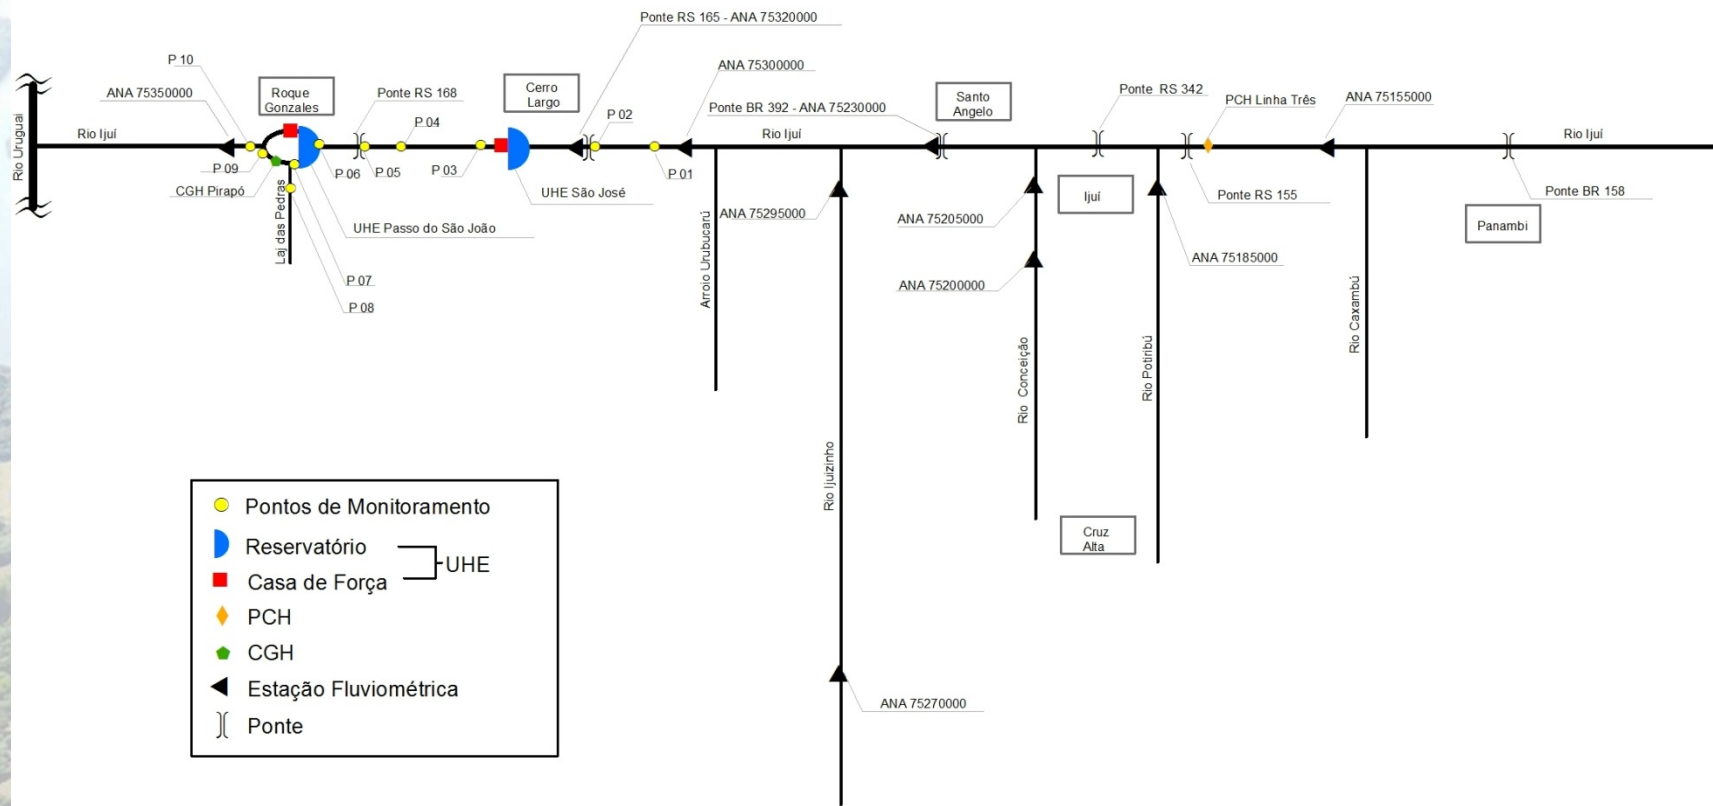 Ponte RS 165 - ANA 75320000
P 10
ANA 75350000
Roque
Gonzales
Ponte RS 168
Cerro
Largo
ANA 75300000
P 02
Ponte BR 392 - ANA 75230000
Santo
Angelo
Ponte RS 342
PCH Linha Três
ANA 75155000
P 04
Rio Ijuí
Rio Ijuí
Rio Ijuí
Rio Uruguai
P 09
P 06
P 05
P 03
P 01
CGH Pirapó
UHE São José
Ijuí
Ponte RS 155
Ponte BR 158
Laj das Pedras
UHE Passo do São João
ANA 75295000
ANA 75205000
Panambi
Arroio Urubucarú
ANA 75185000
P 07
ANA 75200000
P 08
Rio Caxambú
Rio Conceição
Rio Potiribú
Rio Ijuizinho
Cruz
Alta
ANA 75270000
Pontos de Monitoramento
Reservatório
UHE
Casa de Força
PCH
CGH
Estação Fluviométrica
Ponte